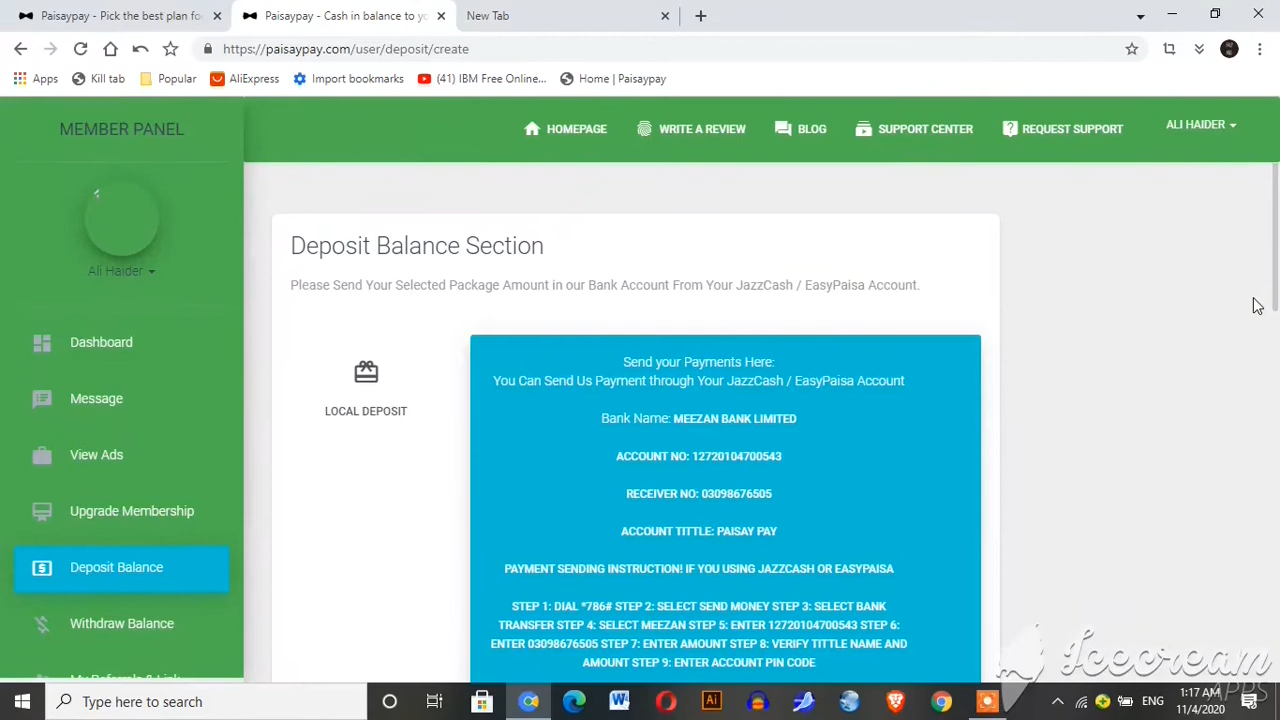 Paisaypay - Pick the best plan fo
Paisaypay - Cash in balance to yo
New Tab
https://paisaypay.com/user/deposit/create
Apps
Kill tab
Popular
AliExpress
Import bookmarks
(41) IBM Free Online...
Home | Paisaypay
MEMBER PANEL
HOMEPAGE
WRITE A REVIEW
BLOG
SUPPORT CENTER
REQUEST SUPPORT
ALI HAIDER
Ali Haider
Dashboard
Message
View Ads
Upgrade Membership
Deposit Balance
Withdraw Balance
My Referrals & Link
Deposit Balance Section
Please Send Your Selected Package Amount in our Bank Account From Your JazzCash / EasyPaisa Account.
LOCAL DEPOSIT
Send your Payments Here:
You Can Send Us Payment through Your JazzCash / EasyPaisa Account
Bank Name: MEEZAN BANK LIMITED
ACCOUNT NO: 12720104700543
RECEIVER NO: 03098676505
ACCOUNT TITTLE: PAISAY PAY
PAYMENT SENDING INSTRUCTION! IF YOU USING JAZZCASH OR EASYPAISA
STEP 1: DIAL *786# STEP 2: SELECT SEND MONEY STEP 3: SELECT BANK
TRANSFER STEP 4: SELECT MEEZAN STEP 5: ENTER 12720104700543 STEP 6:
ENTER 03098676505 STEP 7: ENTER AMOUNT STEP 8: VERIFY TITTLE NAME AND
AMOUNT STEP 9: ENTER ACCOUNT PIN CODE
Icecream
APPS
Type here to search
ENG
1:17 AM
11/4/2020